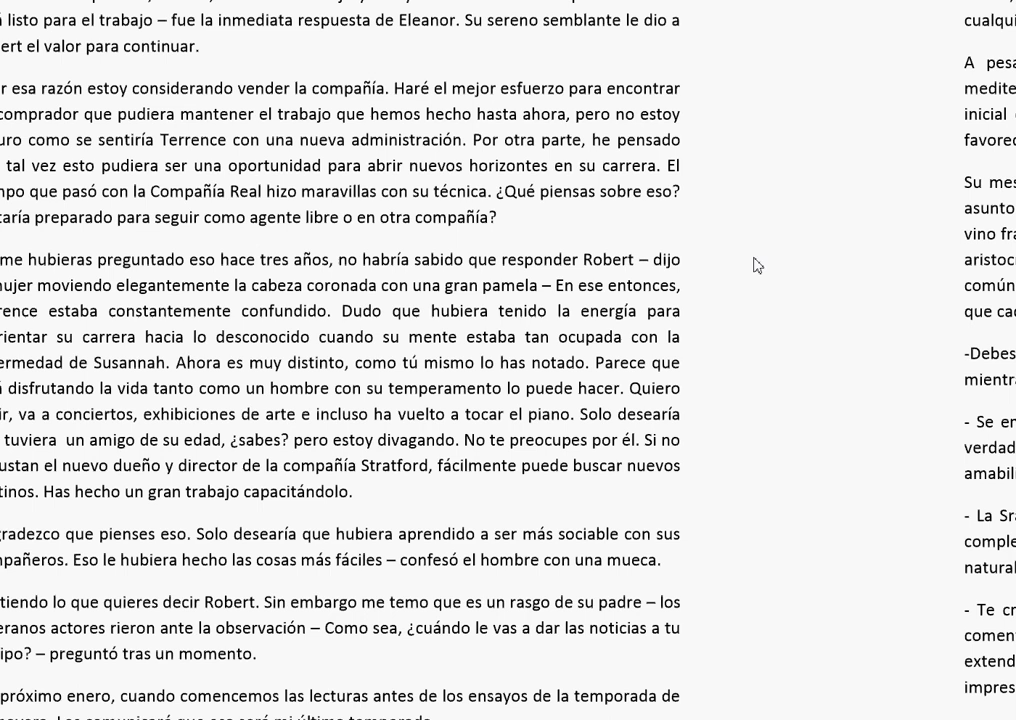 listo para el trabajo – fue la inmediata respuesta de Eleanor. Su sereno semblante le dio a
ert el valor para continuar.
r esa razón estoy considerando vender la compañía. Haré el mejor esfuerzo para encontrar
comprador que pudiera mantener el trabajo que hemos hecho hasta ahora, pero no estoy
uro como se sentiría Terrence con una nueva administración. Por otra parte, he pensado
tal vez esto pudiera ser una oportunidad para abrir nuevos horizontes en su carrera. El
mpo que pasó con la Compañía Real hizo maravillas con su técnica. ¿Qué piensas sobre eso?
taría preparado para seguir como agente libre o en otra compañía?
me hubieras preguntado eso hace tres años, no habría sabido que responder Robert – dijo
mujer moviendo elegantemente la cabeza coronada con una gran pamela – En ese entonces,
rence estaba constantemente confundido. Dudo que hubiera tenido la energía para
rientar su carrera hacia lo desconocido cuando su mente estaba tan ocupada con la
ermedad de Susannah. Ahora es muy distinto, como tú mismo lo has notado. Parece que
disfrutando la vida tanto como un hombre con su temperamento lo puede hacer. Quiero
ir, va a conciertos, exhibiciones de arte e incluso ha vuelto a tocar el piano. Solo desearía
tuviera un amigo de su edad, ¿sabes? pero estoy divagando. No te preocupes por él. Si no
ustan el nuevo dueño y director de la compañía Stratford, fácilmente puede buscar nuevos
tinos. Has hecho un gran trabajo capacitándolo.
gradezco que pienses eso. Solo desearía que hubiera aprendido a ser más sociable con sus
mpañeros. Eso le hubiera hecho las cosas más fáciles – confesó el hombre con una mueca.
tiendo lo que quieres decir Robert. Sin embargo me temo que es un rasgo de su padre – los
eranos actores rieron ante la observación – Como sea, ¿cuándo le vas a dar las noticias a tu
ipo? – preguntó tras un momento.
próximo enero, cuando comencemos las lecturas antes de los ensayos de la temporada de
cualqui
A pesa
medite
inicial
favorec
Su mes
asunto
vino fra
aristoc
común
que cad
-Debes
mientra
- Se en
verdad
amabil
- La Sra
comple
natural
- Te cr
coment
extend
impres